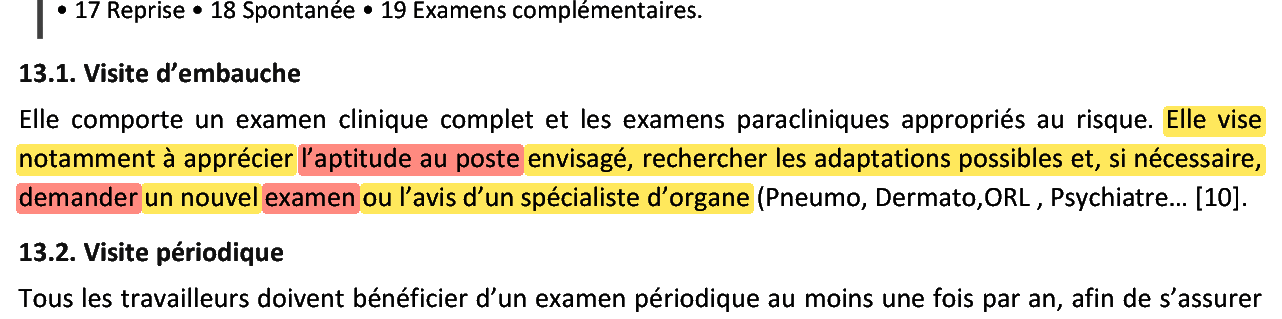 • 17 Reprise • 18 Spontanée • 19 Examens complémentaires.
13.1. Visite d’embauche
Elle comporte un examen clinique complet et les examens paracliniques appropriés au risque. Elle vise
notamment à apprécier l’aptitude au poste envisagé, rechercher les adaptations possibles et, si nécessaire,
demander un nouvel examen ou l’avis d’un spécialiste d’organe (Pneumo, Dermato,ORL , Psychiatre… [10].
13.2. Visite périodique
Tous les travailleurs doivent bénéficier d’un examen périodique au moins une fois par an, afin de s’assurer